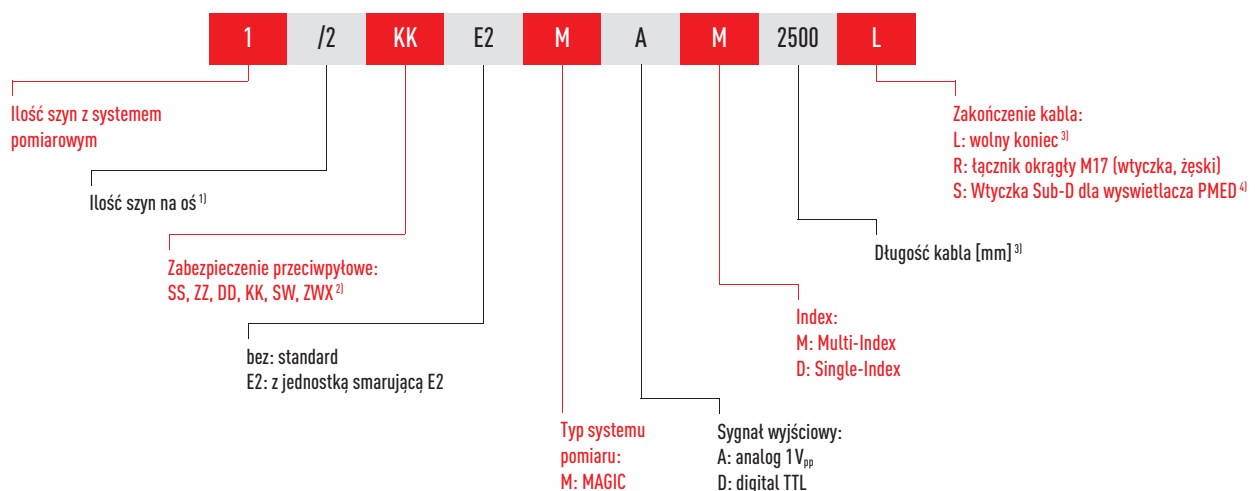 1 /2 KK E2 M A M 2500 L
Ilość szyn z systemem
pomiarowym
Ilość szyn na oś 1)
Zabezpieczenie przeciwpyłowe:
SS, ZZ, DD, KK, SW, ZWX 2)
bez: standard
E2: z jednostką smarującą E2
Typ systemu
pomiaru:
M: MAGIC
Sygnał wyjściowy:
A: analog 1 Vpp
D: digital TTL
Index:
M: Multi-Index
D: Single-Index
Długość kabla [mm] 3)
Zakończenie kabla:
L: wolny koniec 3)
R: łącznik okrągły M17 (wtyczka, żęski)
S: Wtyczka Sub-D dla wyswietlacza PMED 4)